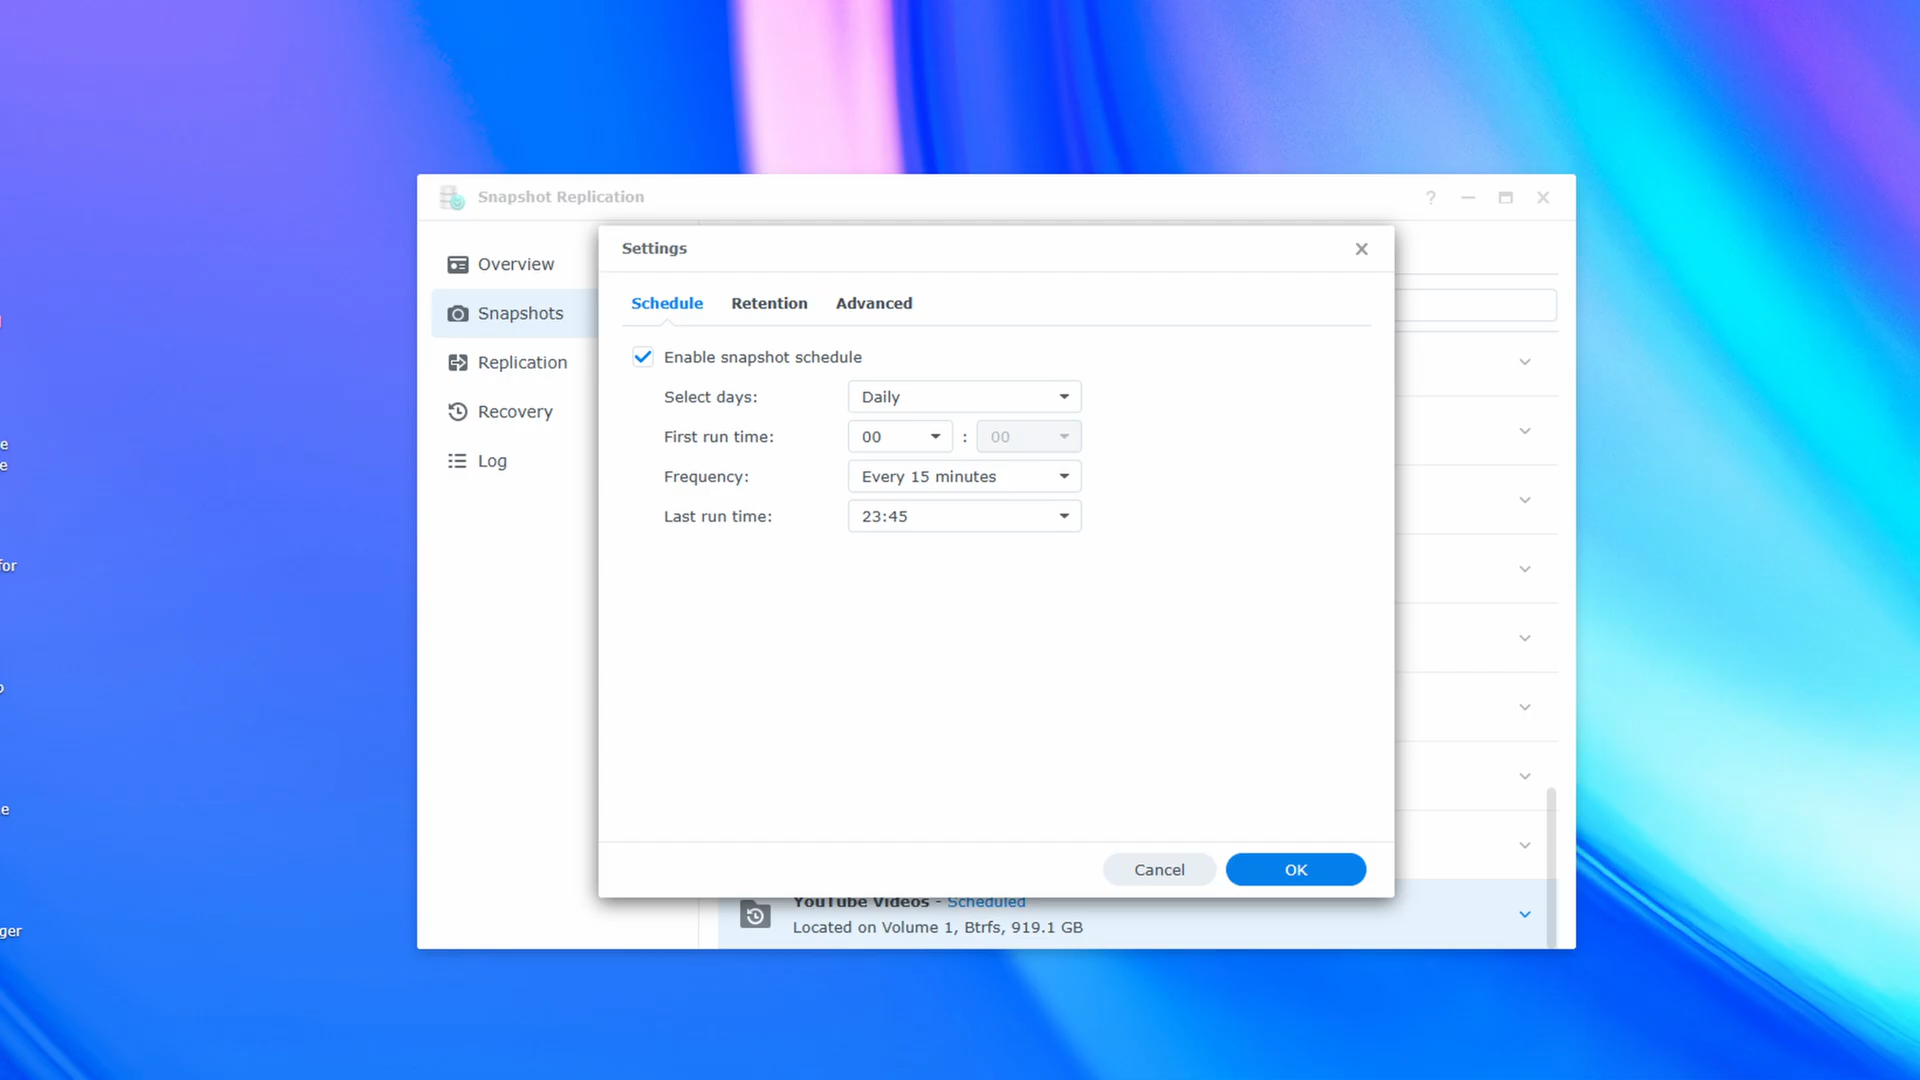 Snapshot Replication
?
Overview
Snapshots
Replication
Recovery
Log
Settings
Schedule Retention Advanced
Enable snapshot schedule
Select days: Daily
First run time: 00 : 00
Frequency: Every 15 minutes
Last run time: 23:45
Cancel OK
YouTube Videos - Scheduled
Located on Volume 1, Btrfs, 919.1 GB
e
e
for
e
ger